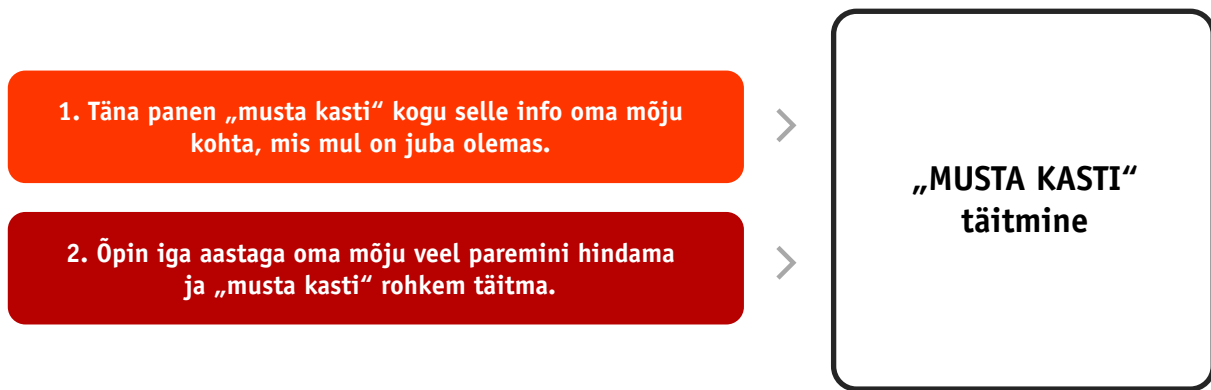 1. Täna panen „musta kasti“ kogu selle info oma mõju
kohta, mis mul on juba olemas.
2. Õpin iga aastaga oma mõju veel paremini hindama
ja „musta kasti“ rohkem täitma.
„MUSTA KASTI“
täitmine